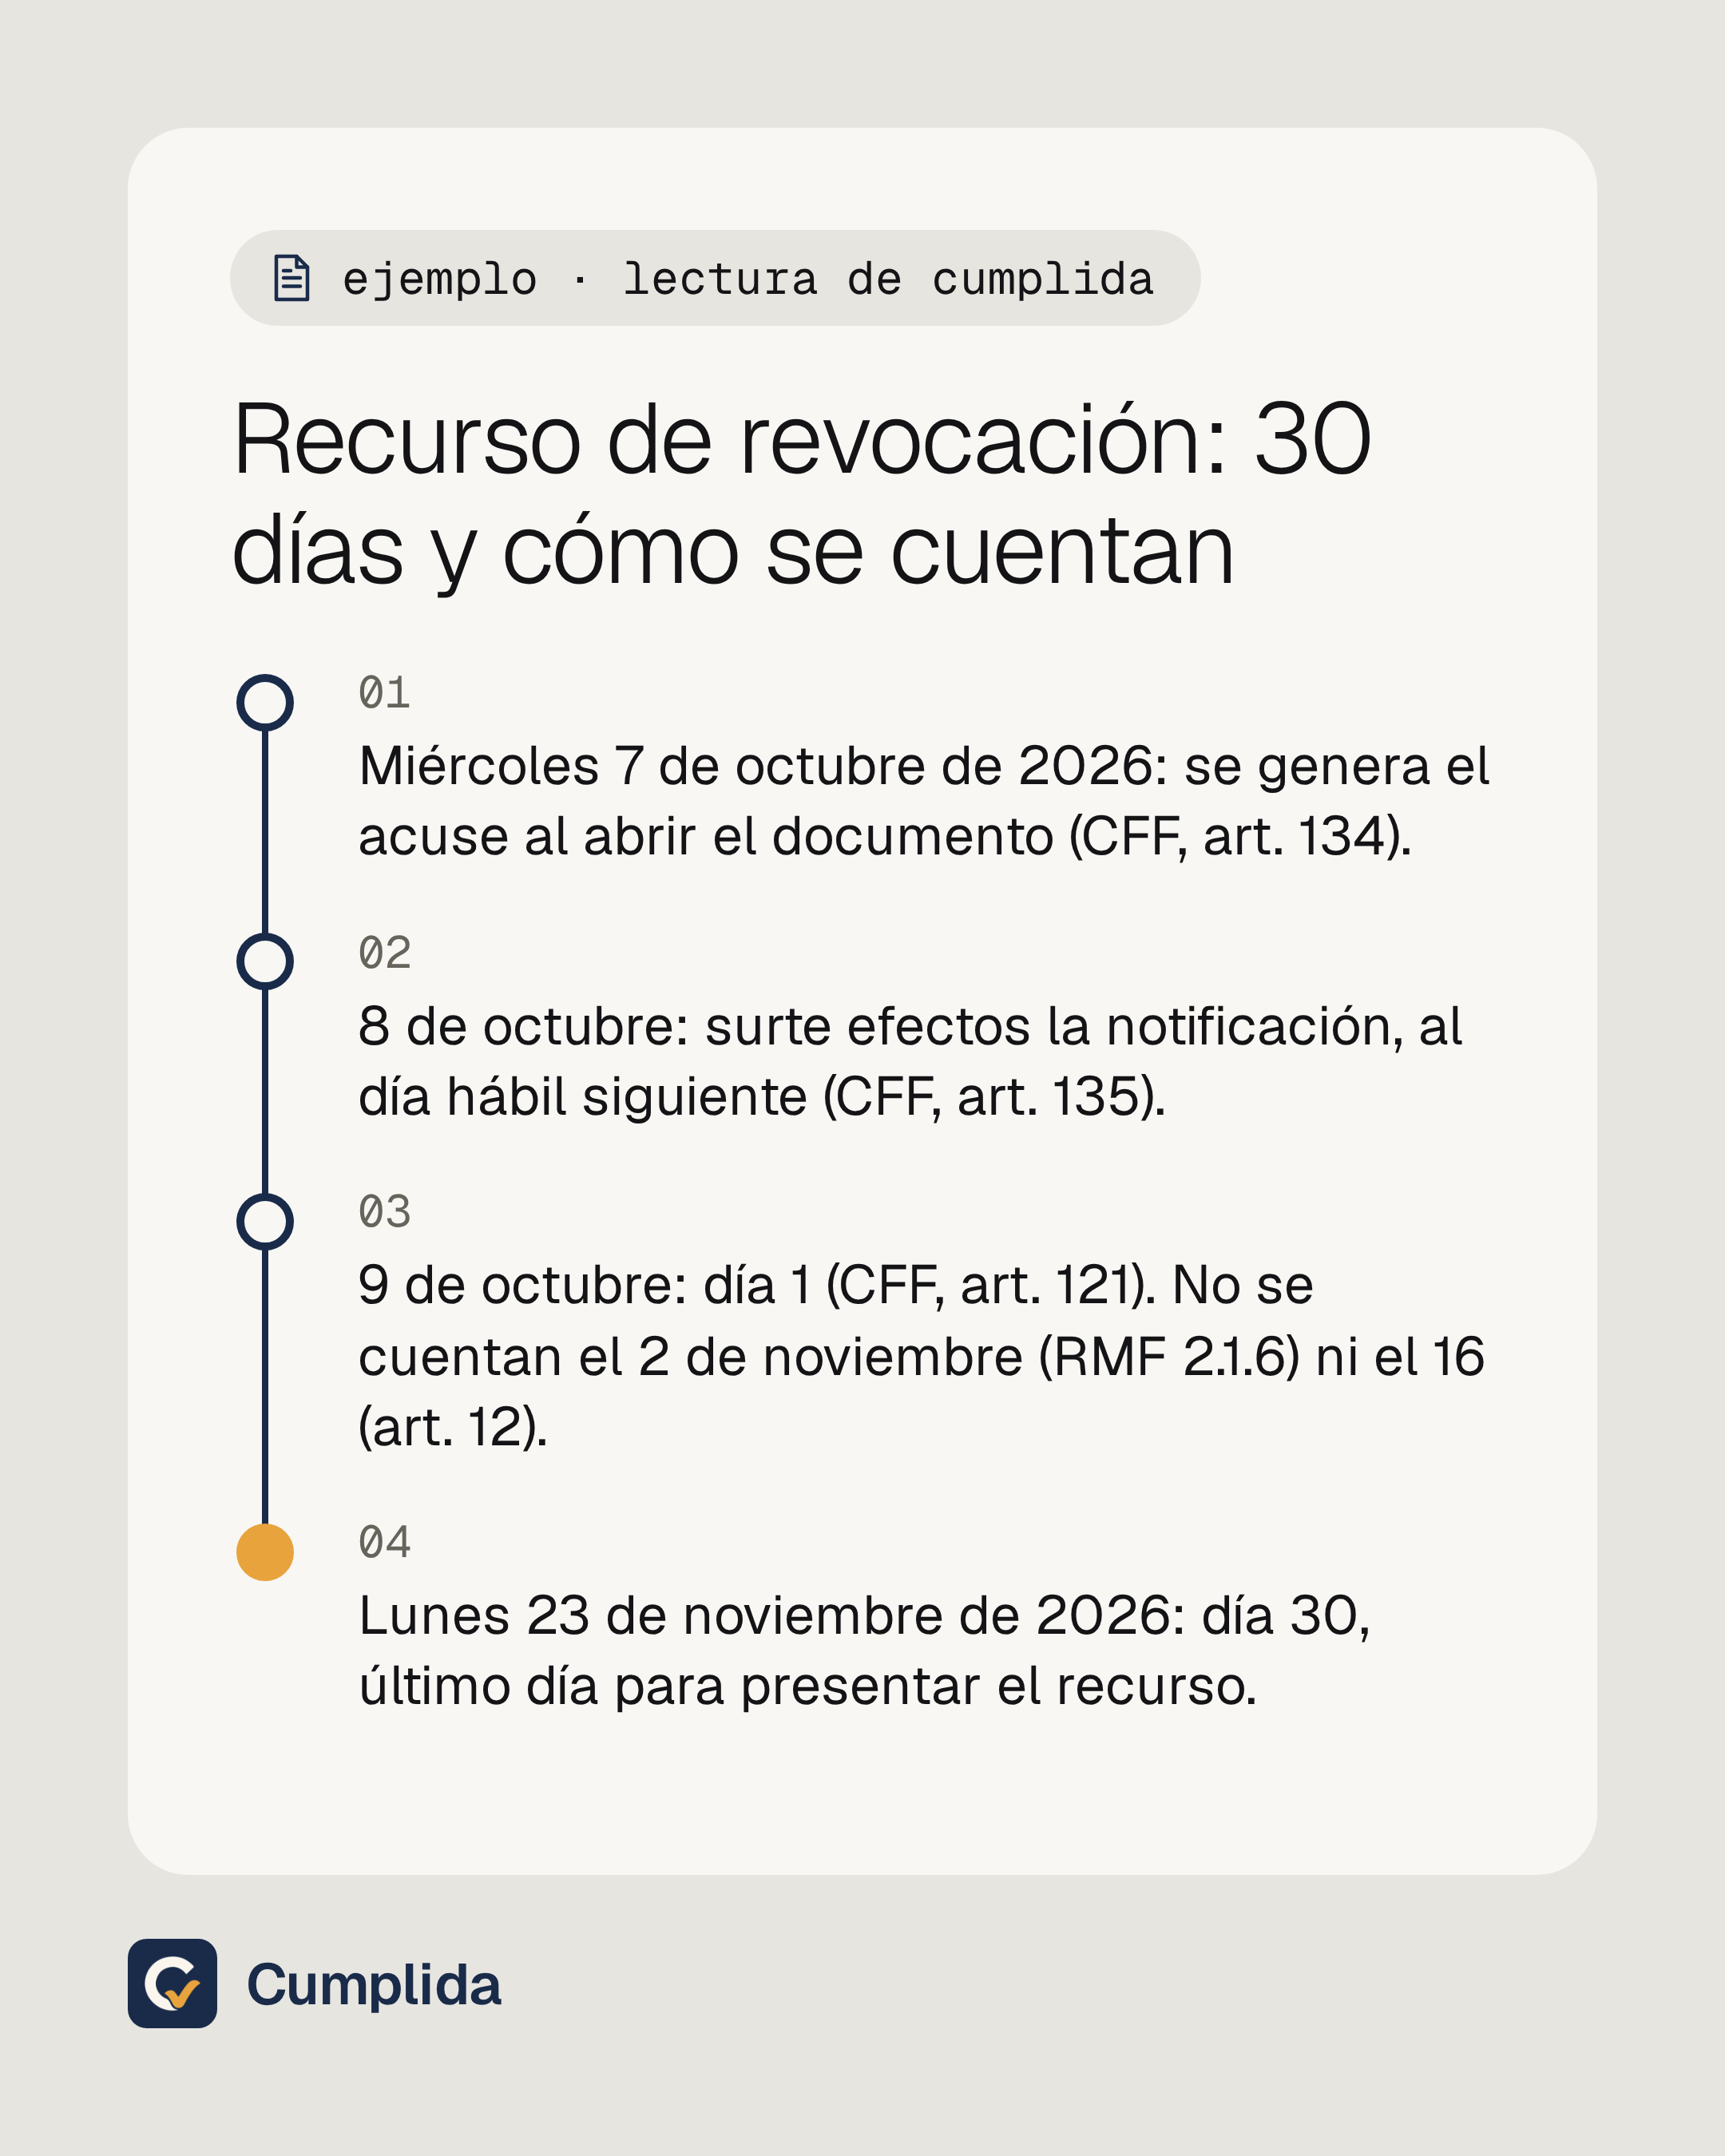 ejemplo · lectura de cumplida
Recurso de revocación: 30
días y cómo se cuentan
01
Miércoles 7 de octubre de 2026: se genera el
acuse al abrir el documento (CFF, art. 134).
02
8 de octubre: surte efectos la notificación, al
día hábil siguiente (CFF, art. 135).
03
9 de octubre: día 1 (CFF, art. 121). No se
cuentan el 2 de noviembre (RMF 2.1.6) ni el 16
(art. 12).
04
Lunes 23 de noviembre de 2026: día 30,
último día para presentar el recurso.
Cumplida